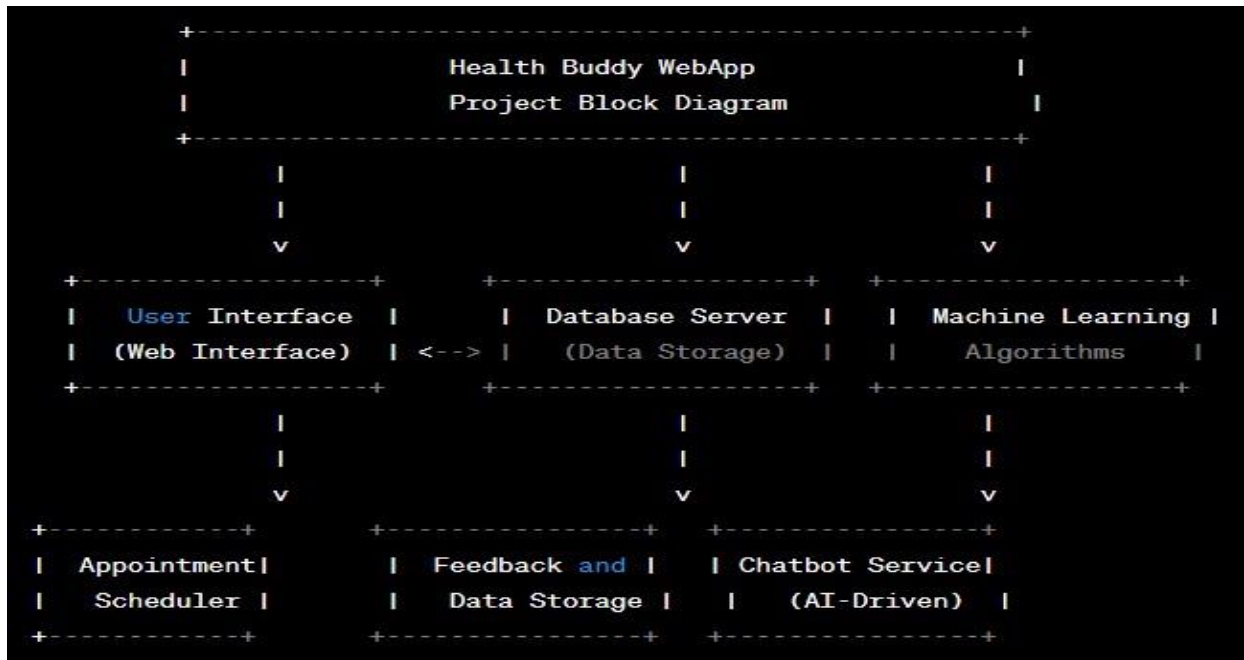 Health Buddy WebApp
Project Block Diagram
User Interface
(Web Interface)
<-->
Database Server
(Data Storage)
Machine Learning
Algorithms
Appointment
Scheduler
Feedback and
Data Storage
Chatbot Service
(AI-Driven)